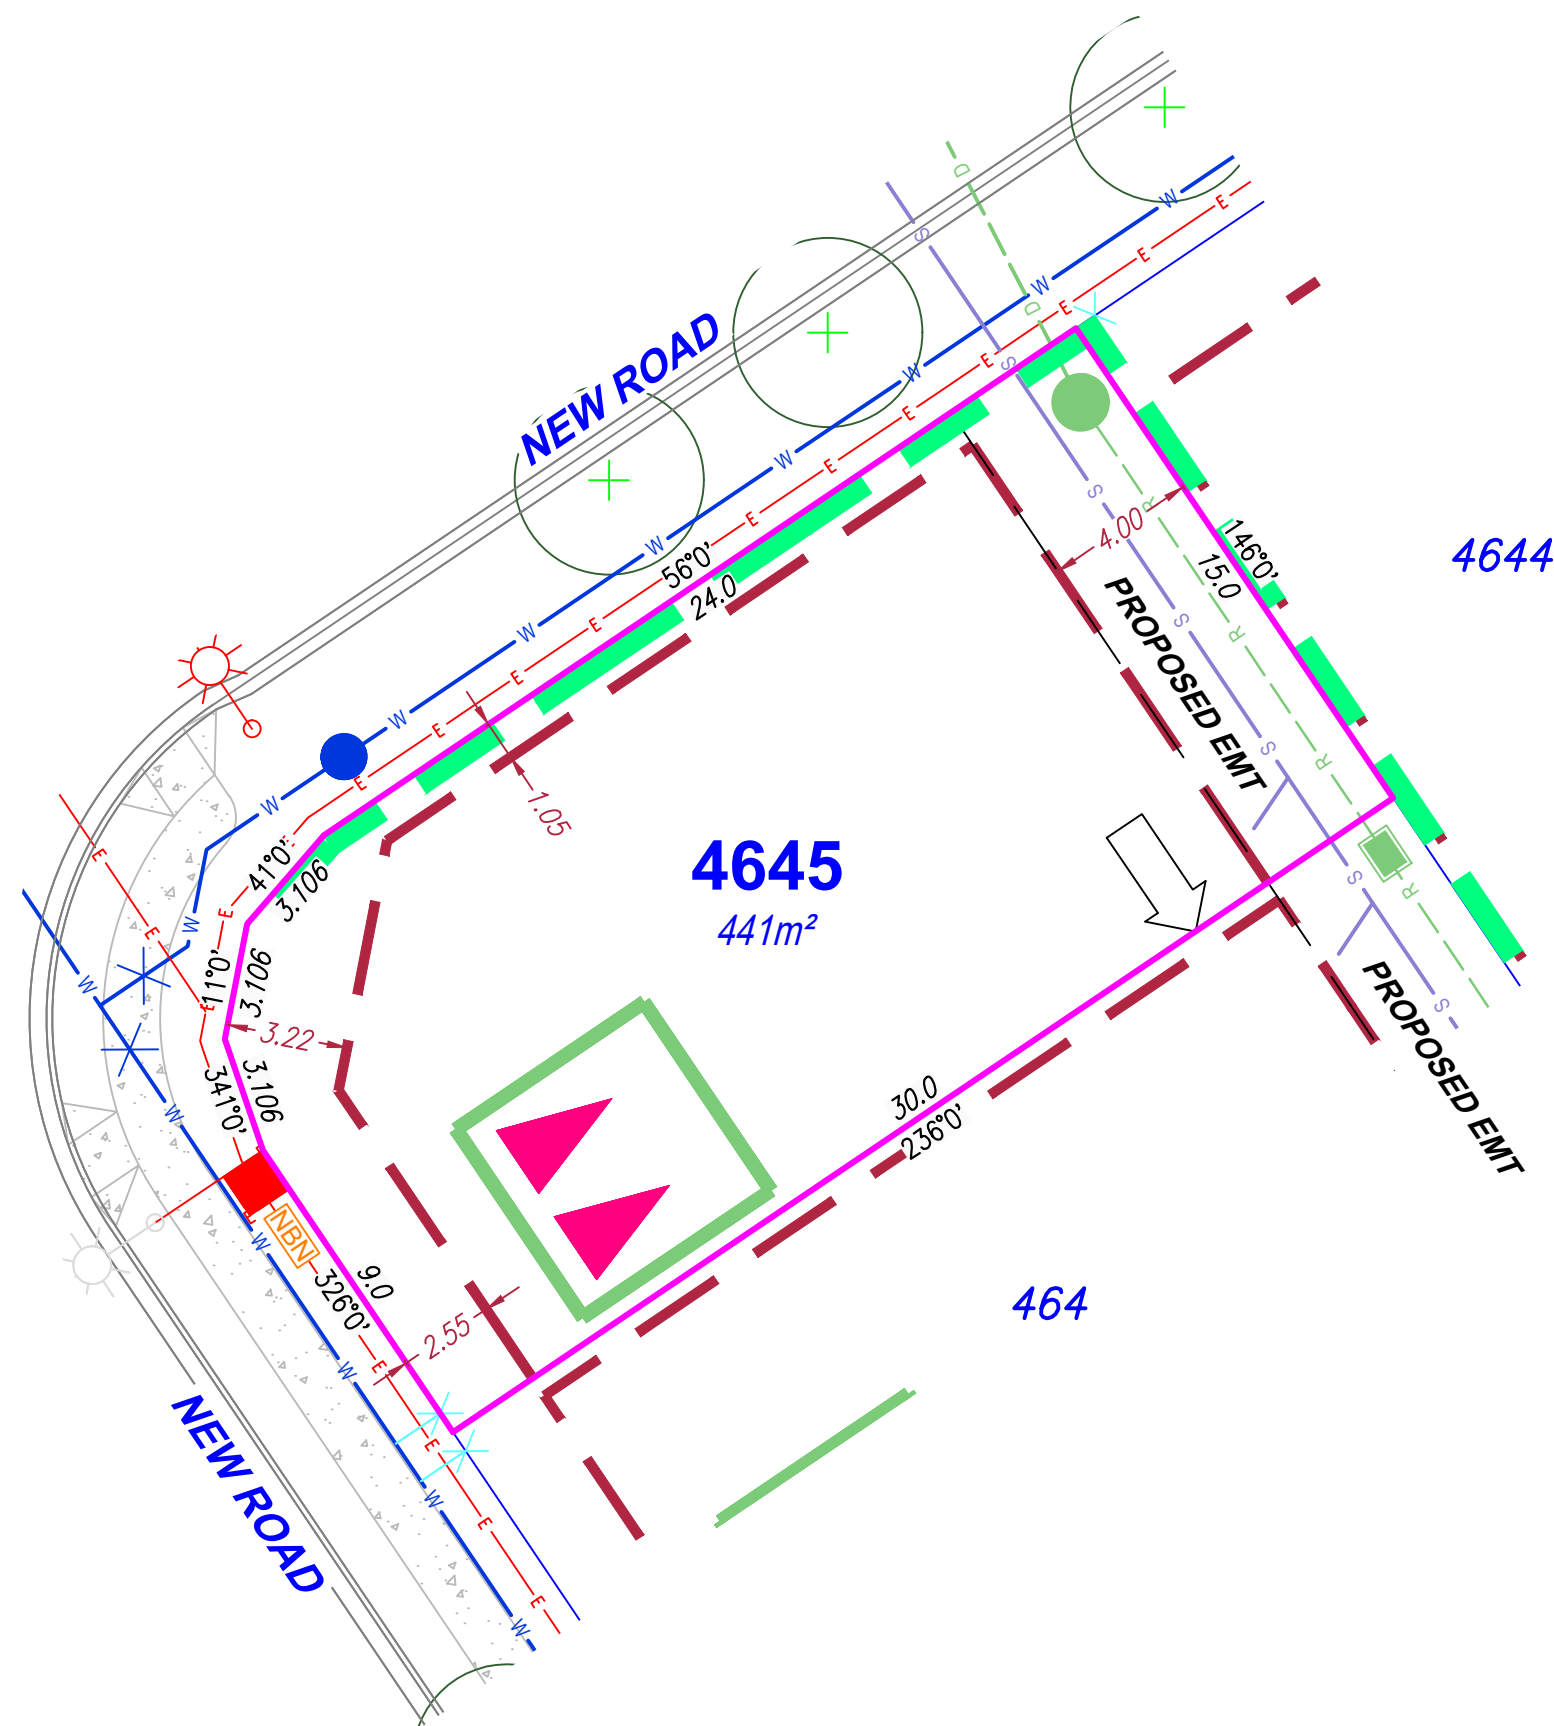 D
W
E
S
NEW ROAD
D
W
E
E
S
W
E
W
E
W
56°0'
24.0
S
R
4.00
146°0'
15.0
4644
W
E
E
S
R
PROPOSED EMT
W
E
E
S
R
W
E
41°0'
3.106
1.05
4645
441m²
E
E
W
E
W
11°0'
3.106
E
3.22
341°0'
3.106
W
S
R
S
PROPOSED EMT
30.0
236°0'
W
NBN
9.0
326°0'
2.55
464
W
E
NEW ROAD
E
W
E
E
W